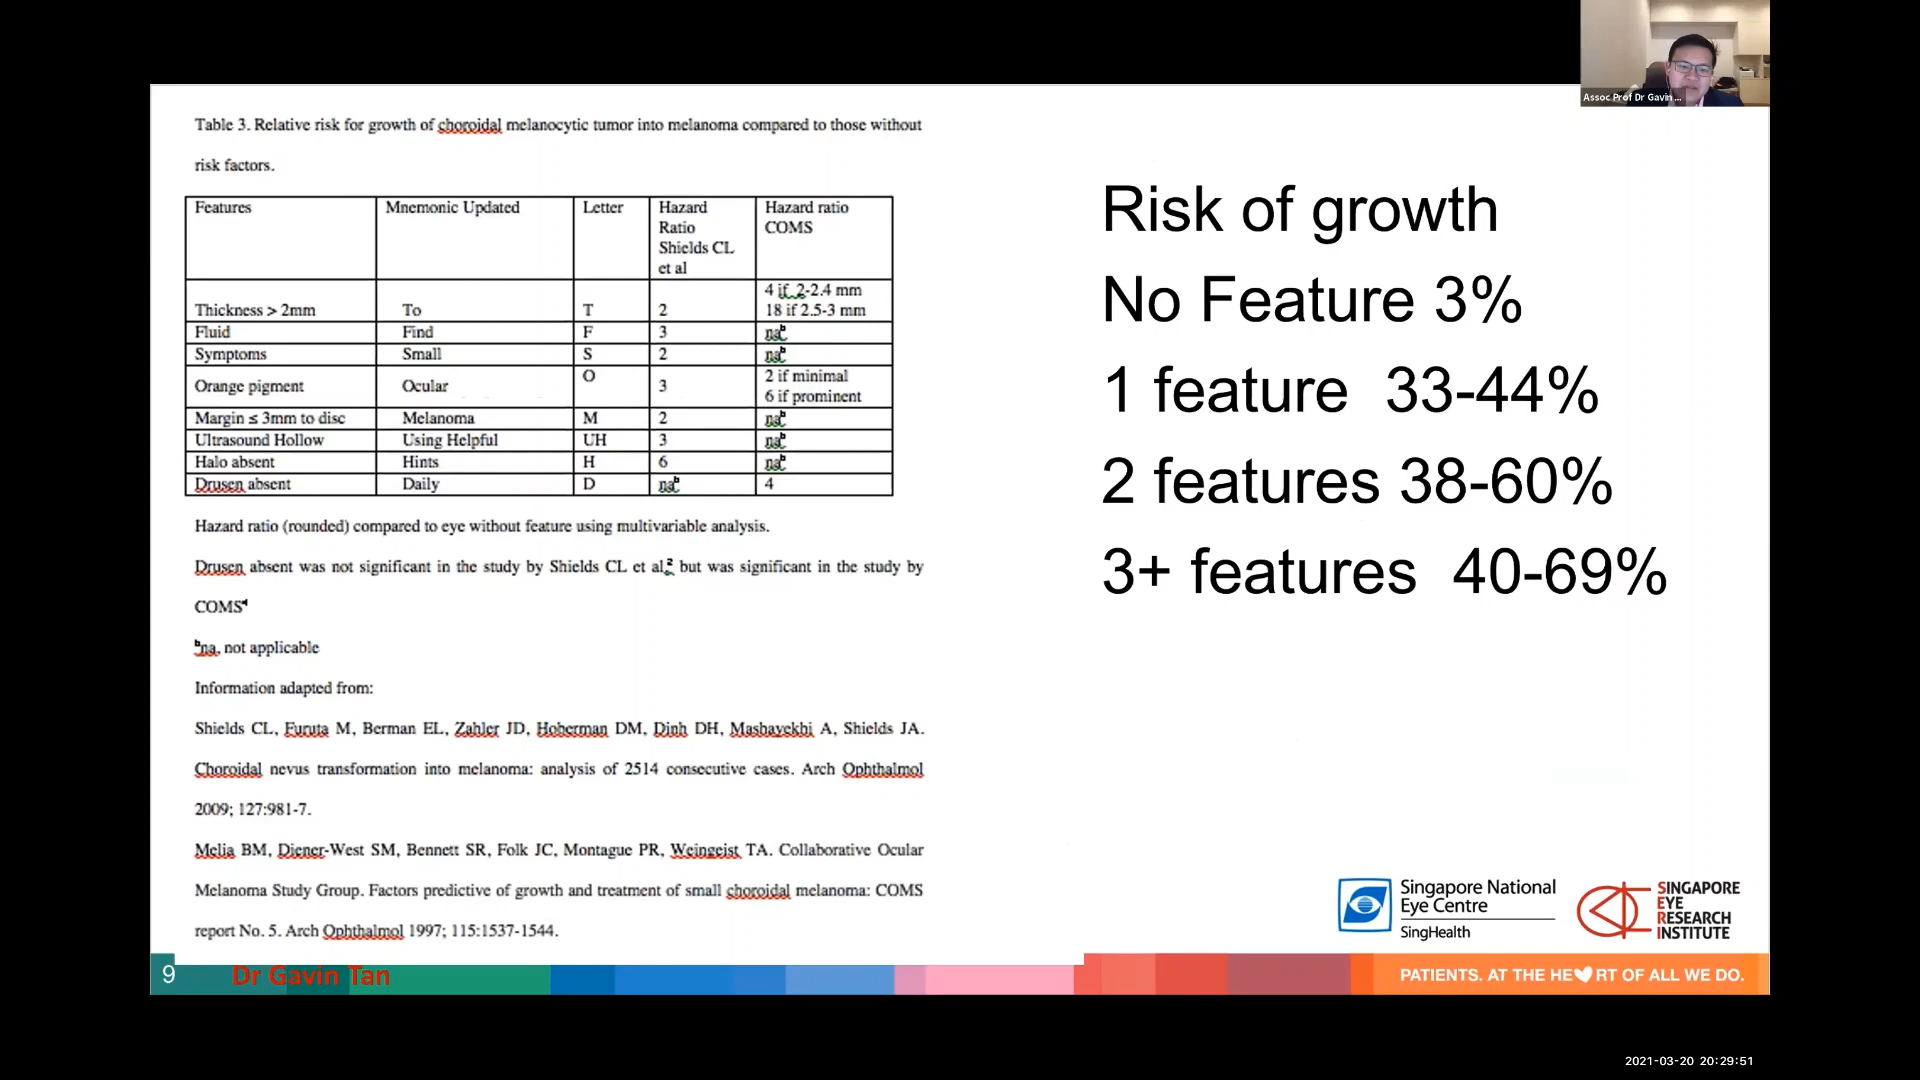 Assoc Prof Dr Gavin ...
Table 3. Relative risk for growth of choroidal melanocytic tumor into melanoma compared to those without
risk factors.
Features Mnemonic Updated Letter Hazard Ratio Shields CL et al Hazard ratio COMS
Thickness > 2mm To T 2 4 if 2-2.4 mm 18 if 2.5-3 mm
Fluid Find F 3 na^b
Symptoms Small S 2 na^b
Orange pigment Ocular O 3 2 if minimal 6 if prominent
Margin ≤ 3mm to disc Melanoma M 2 na^b
Ultrasound Hollow Using Helpful UH 3 na^b
Halo absent Hints H 6 na^b
Drusen absent Daily D na^b 4
Hazard ratio (rounded) compared to eye without feature using multivariable analysis.
Drusen absent was not significant in the study by Shields CL et al,² but was significant in the study by
COMS⁴
ᵇna, not applicable
Information adapted from:
Shields CL, Furuta M, Berman EL, Zahler JD, Hoberman DM, Dinh DH, Mashayekhi A, Shields JA.
Choroidal nevus transformation into melanoma: analysis of 2514 consecutive cases. Arch Ophthalmol
2009; 127:981-7.
Melia BM, Diener-West SM, Bennett SR, Folk JC, Montague PR, Weingeist TA. Collaborative Ocular
Melanoma Study Group. Factors predictive of growth and treatment of small choroidal melanoma: COMS
report No. 5. Arch Ophthalmol 1997; 115:1537-1544.
Risk of growth
No Feature 3%
1 feature 33-44%
2 features 38-60%
3+ features 40-69%
Singapore National
Eye Centre
SingHealth
SINGAPORE
EYE
RESEARCH
INSTITUTE
9
Dr Gavin Tan
PATIENTS. AT THE HE RT OF ALL WE DO.
2021-03-20 20:29:51